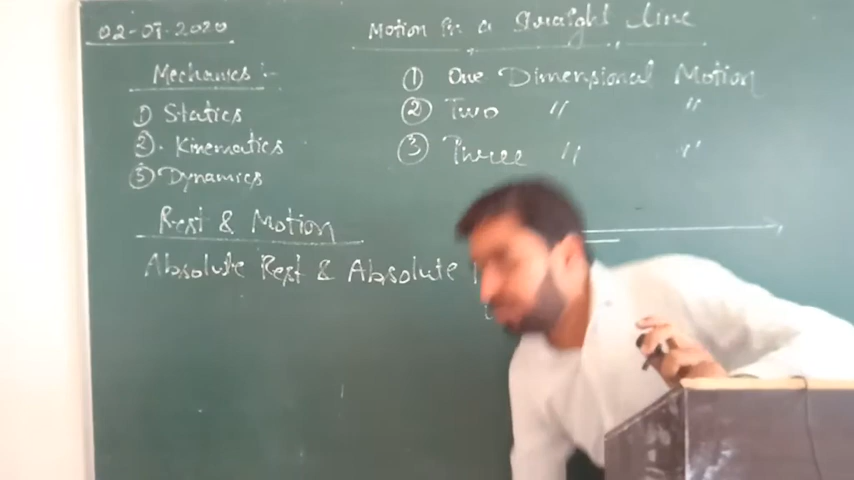 02-07-2020
Motion in a Straight Line
Mechanics :-
① Statics
②. Kinematics
③ Dynamics
① One Dimensional Motion
② Two " "
③ Three " "
Rest & Motion
Absolute Rest & Absolute